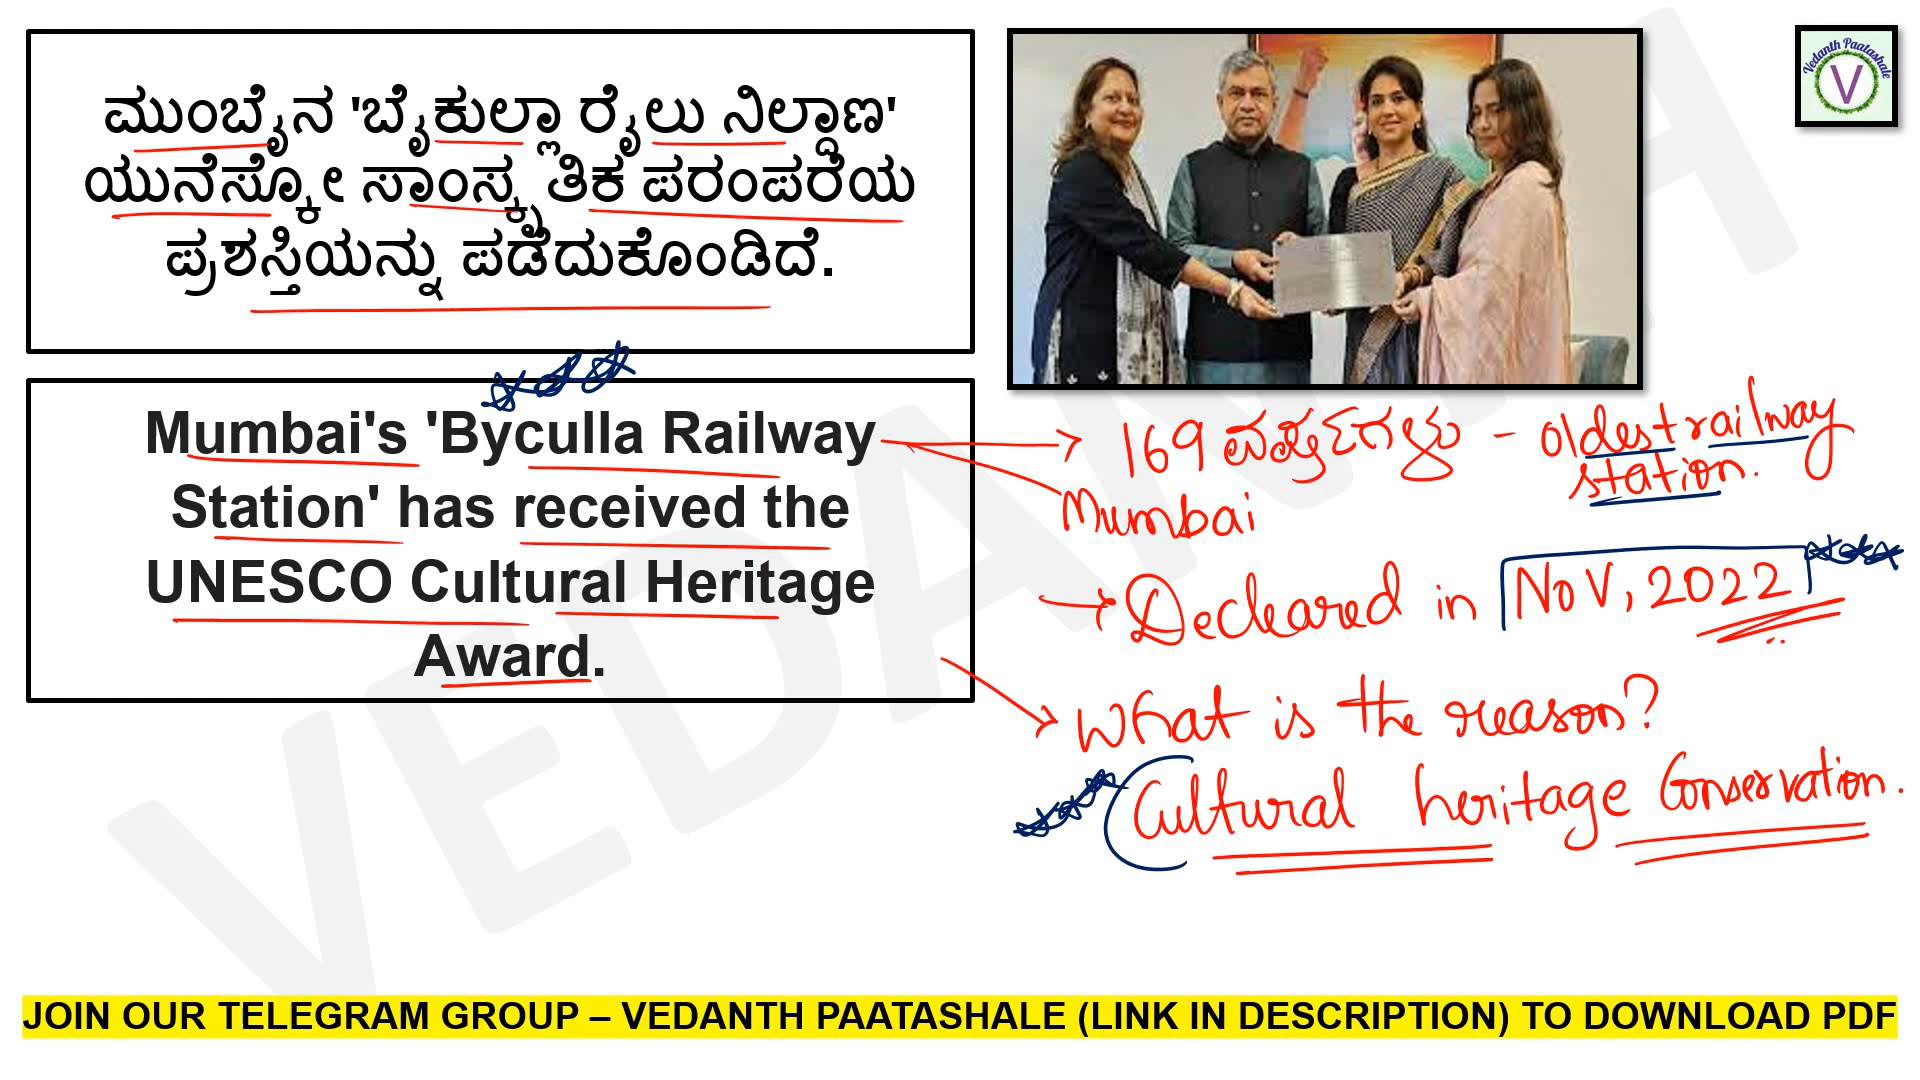 ಮುಂಬೈನ 'ಬೈಕುಲ್ಲಾ ರೈಲು ನಿಲ್ದಾಣ'
ಯುನೆಸ್ಕೋ ಸಾಂಸ್ಕೃತಿಕ ಪರಂಪರೆಯ
ಪ್ರಶಸ್ತಿಯನ್ನು ಪಡೆದುಕೊಂಡಿದೆ.
Mumbai's 'Byculla Railway
Station' has received the
UNESCO Cultural Heritage
Award.
Vedanth Paatashale
V
169 ವರ್ಷಗಳು - oldest railway
station.
Mumbai
Decleared in Nov, 2022
What is the reason?
Cultural heritage Conservation.
VEDANTH
JOIN OUR TELEGRAM GROUP – VEDANTH PAATASHALE (LINK IN DESCRIPTION) TO DOWNLOAD PDF